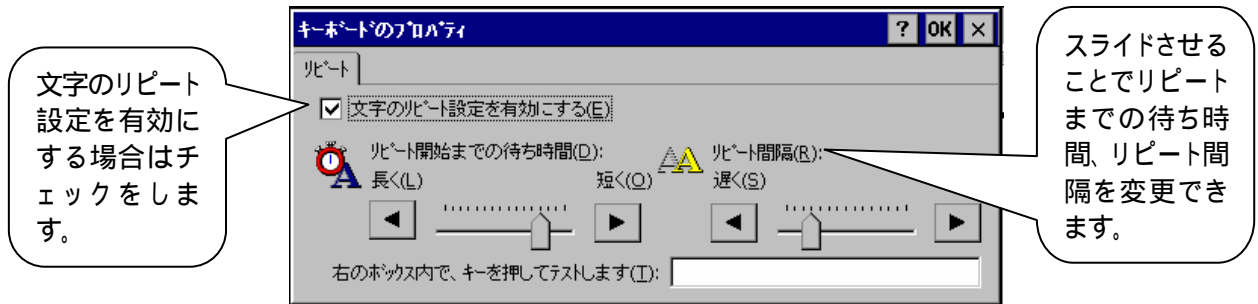 文字のリピート
設定を有効に
する場合はチ
ェックをしま
す。
キーボードのプロパティ
? OK ×
リピート
文字のリピート設定を有効にする(E)
リピート開始までの待ち時間(D):
長く(L) 短く(O)
リピート間隔(R):
遅く(S)
右のボックス内で、キーを押してテストします(T):
スライドさせる
ことでリピート
までの待ち時
間、リピート間
隔を変更でき
ます。